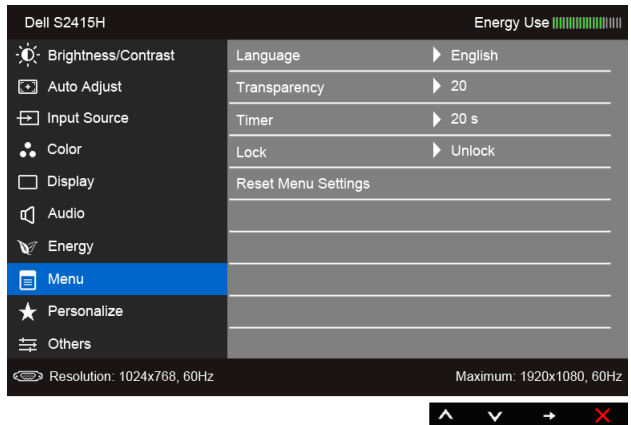 Dell S2415H Energy Use
Brightness/Contrast
Language English
Auto Adjust
Transparency 20
Input Source
Timer 20 s
Color
Lock Unlock
Display
Reset Menu Settings
Audio
Energy
Menu
Personalize
Others
Resolution: 1024x768, 60Hz Maximum: 1920x1080, 60Hz